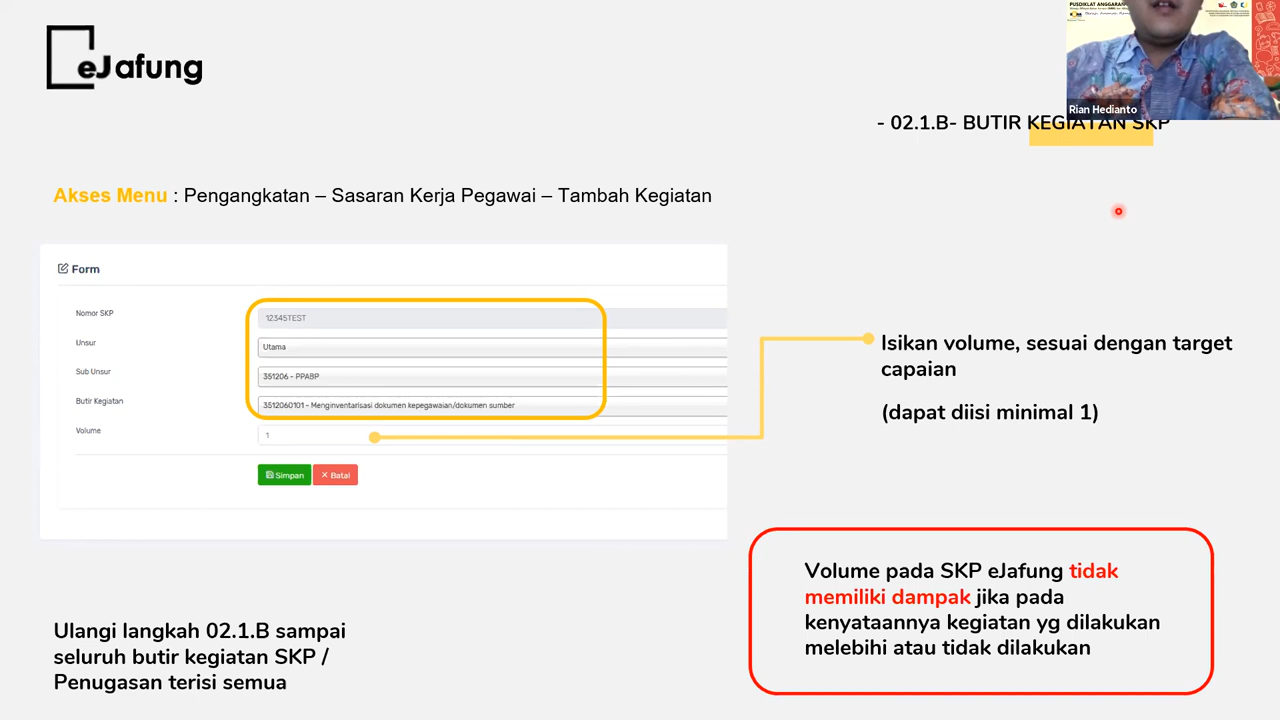 eJafung
PUSDIKLAT ANGGARAN
Rian Hedianto
- 02.1.B- BUTIR KEGIATAN SKP
Akses Menu : Pengangkatan – Sasaran Kerja Pegawai – Tambah Kegiatan
Form
Nomor SKP
12345TEST
Unsur
Utama
Sub Unsur
351206 - PPABP
Butir Kegiatan
3512060101 - Menginventarisasi dokumen kepegawaian/dokumen sumber
Volume
1
Simpan
Batal
Isikan volume, sesuai dengan target
capaian
(dapat diisi minimal 1)
Volume pada SKP eJafung tidak
memiliki dampak jika pada
kenyataannya kegiatan yg dilakukan
melebihi atau tidak dilakukan
Ulangi langkah 02.1.B sampai
seluruh butir kegiatan SKP /
Penugasan terisi semua